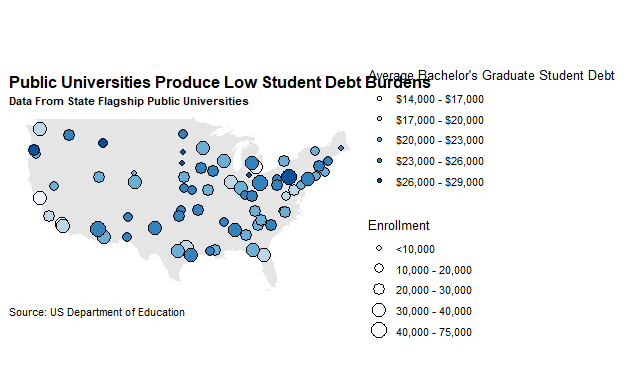 Public Universities Produce Low Student Debt Burdens
Data From State Flagship Public Universities
Average Bachelor's Graduate Student Debt
$14,000 - $17,000
$17,000 - $20,000
$20,000 - $23,000
$23,000 - $26,000
$26,000 - $29,000
Enrollment
<10,000
10,000 - 20,000
20,000 - 30,000
30,000 - 40,000
40,000 - 75,000
Source: US Department of Education